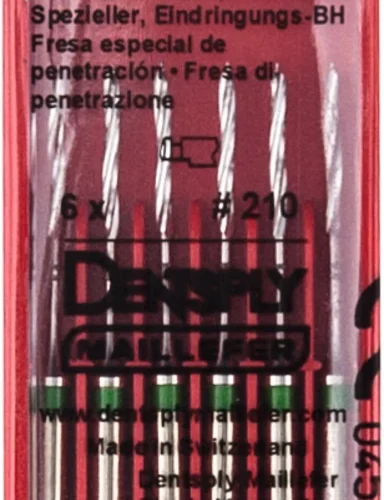 Spezieller, Eindringungs-BH
Fresa especial de
penetración • Fresa di
penetrazione
6 x # 210
DENTSPLY
MAILLEFER
www.dentsplymaillefer.com
Made in Switzerland
Dentsply Maillefer